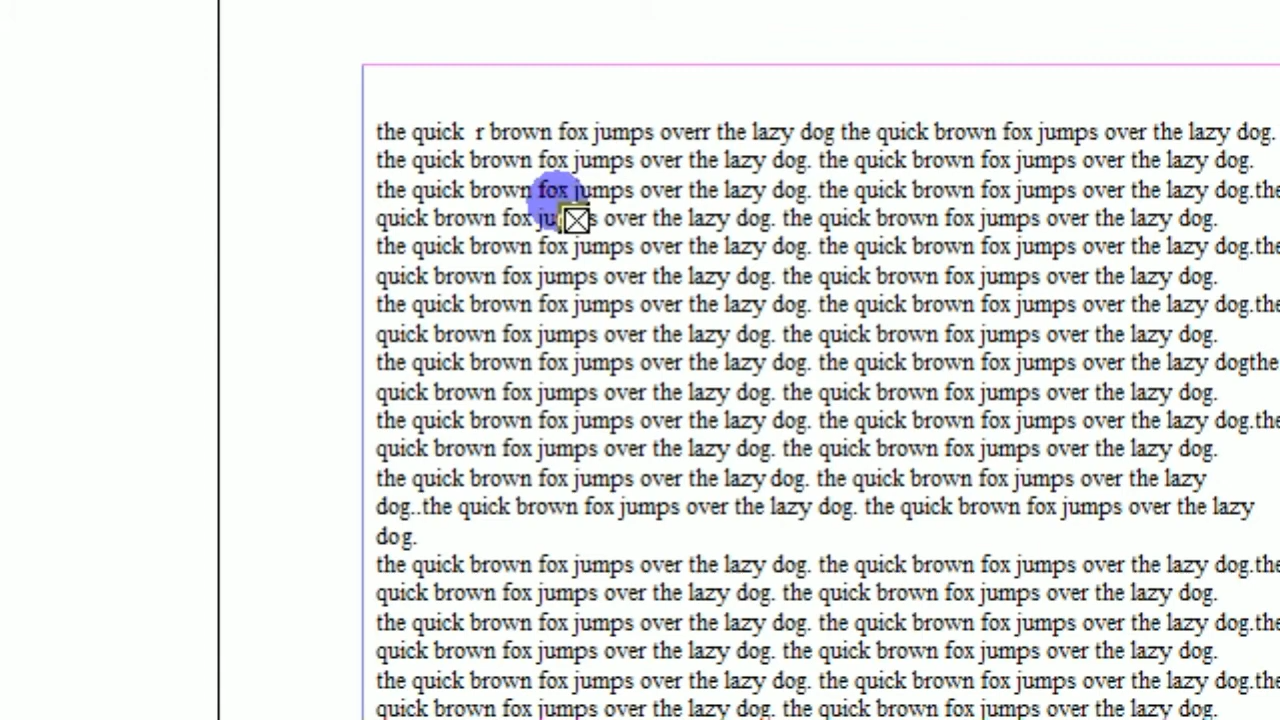 the quick  r brown fox jumps overr the lazy dog the quick brown fox jumps over the lazy dog.
the quick brown fox jumps over the lazy dog. the quick brown fox jumps over the lazy dog.
the quick brown fox jumps over the lazy dog. the quick brown fox jumps over the lazy dog.the
quick brown fox jumps over the lazy dog. the quick brown fox jumps over the lazy dog.
the quick brown fox jumps over the lazy dog. the quick brown fox jumps over the lazy dog.the
quick brown fox jumps over the lazy dog. the quick brown fox jumps over the lazy dog.
the quick brown fox jumps over the lazy dog. the quick brown fox jumps over the lazy dog.the
quick brown fox jumps over the lazy dog. the quick brown fox jumps over the lazy dog.
the quick brown fox jumps over the lazy dog. the quick brown fox jumps over the lazy dogthe
quick brown fox jumps over the lazy dog. the quick brown fox jumps over the lazy dog.
the quick brown fox jumps over the lazy dog. the quick brown fox jumps over the lazy dog.the
quick brown fox jumps over the lazy dog. the quick brown fox jumps over the lazy dog.
the quick brown fox jumps over the lazy dog. the quick brown fox jumps over the lazy
dog..the quick brown fox jumps over the lazy dog. the quick brown fox jumps over the lazy
dog.
the quick brown fox jumps over the lazy dog. the quick brown fox jumps over the lazy dog.the
quick brown fox jumps over the lazy dog. the quick brown fox jumps over the lazy dog.
the quick brown fox jumps over the lazy dog. the quick brown fox jumps over the lazy dog.the
quick brown fox jumps over the lazy dog. the quick brown fox jumps over the lazy dog.
the quick brown fox jumps over the lazy dog. the quick brown fox jumps over the lazy dog.the
quick brown fox jumps over the lazy dog. the quick brown fox jumps over the lazy dog.